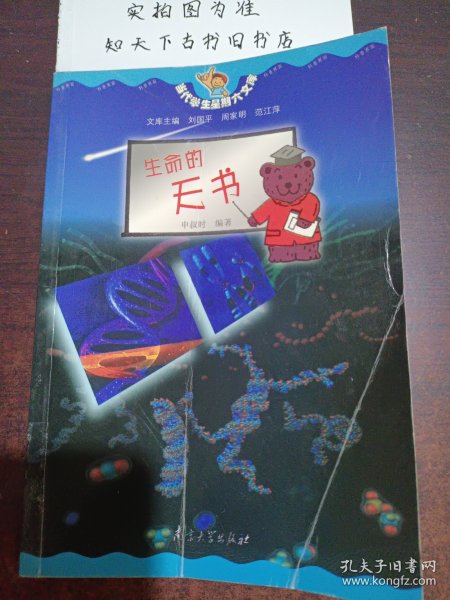 实拍图为准
知天下古书旧书店
当代学生星期六文库
文库主编 刘国平 周家明 范江萍
生命的
天书
申叔时 编著
南京大学出版社
孔夫子旧书网
www.kongfz.com